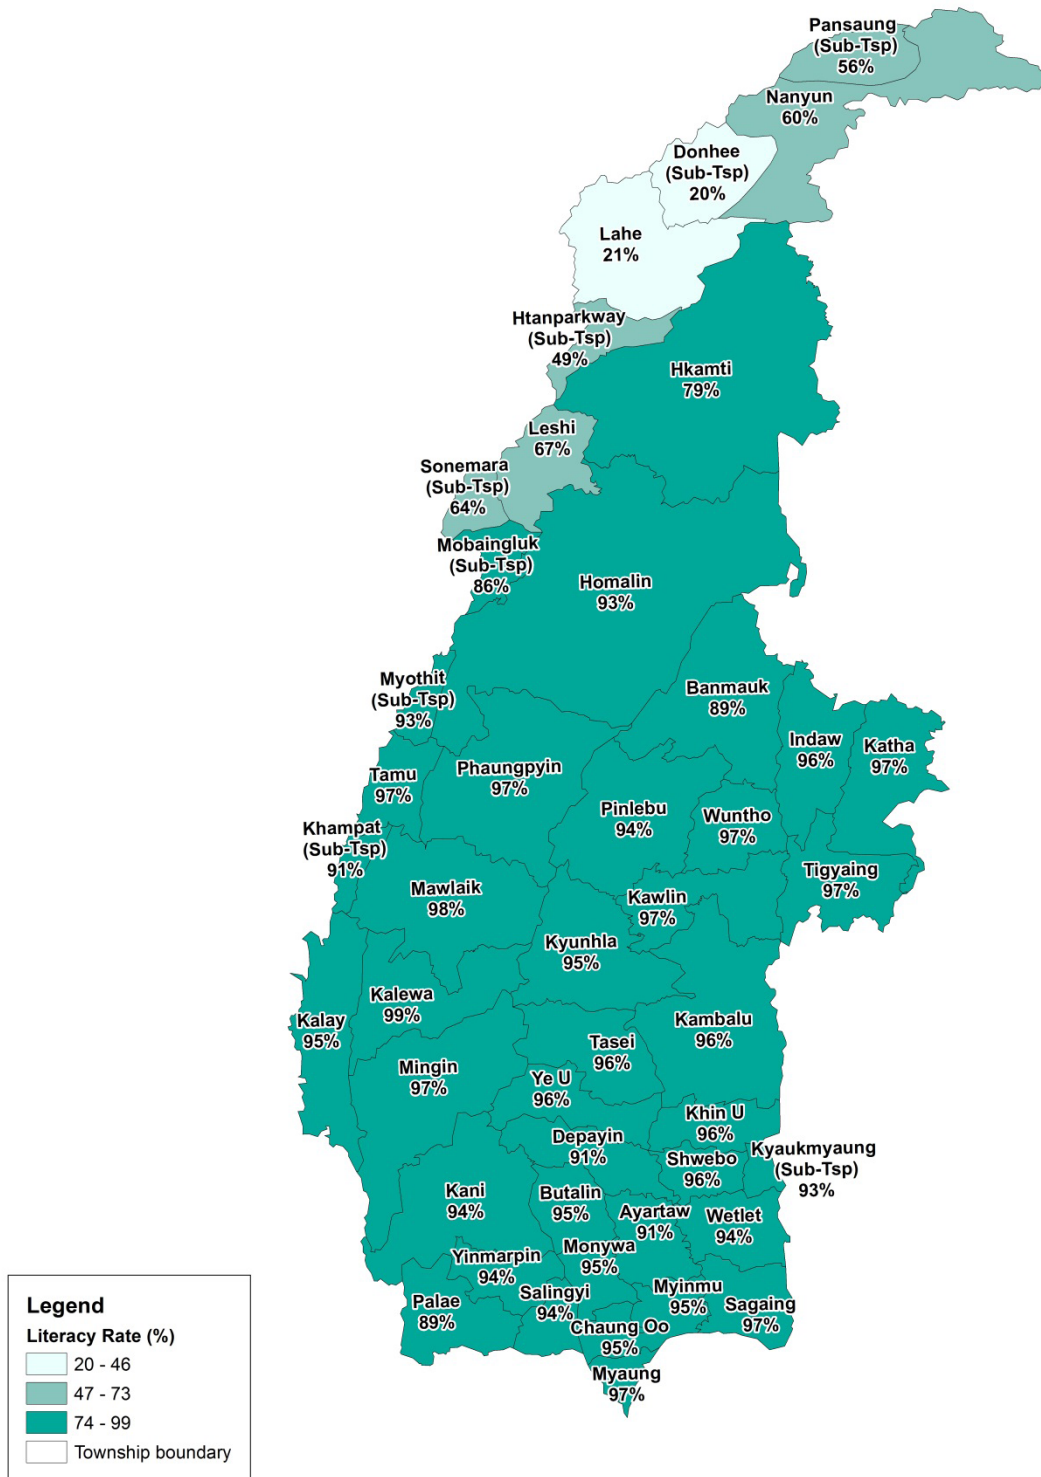 Pansaung
(Sub-Tsp)
56%
Nanyun
60%
Donhee
(Sub-Tsp)
20%
Lahe
21%
Htanparkway
(Sub-Tsp)
49%
Hkamti
79%
Leshi
67%
Sonemara
(Sub-Tsp)
64%
Mobaingluk
(Sub-Tsp)
86%
Homalin
93%
Myothit
(Sub-Tsp)
93%
Banmauk
89%
Indaw
96%
Katha
97%
Tamu
97%
Phaungpyin
97%
Pinlebu
94%
Wuntho
97%
Khampat
(Sub-Tsp)
91%
Mawlaik
98%
Tigyaing
97%
Kawlin
97%
Kyunhla
95%
Kalewa
99%
Kalay
95%
Kambalu
96%
Tasei
96%
Mingin
97%
Ye U
96%
Khin U
96%
Depayin
91%
Shwebo
96%
Kyaukmyaung
(Sub-Tsp)
93%
Kani
94%
Butalin
95%
Ayartaw
91%
Wetlet
94%
Monywa
95%
Yinmarpin
94%
Salingyi
94%
Myinmu
95%
Sagaing
97%
Palae
89%
Chaung Oo
95%
Myaung
97%
Legend
Literacy Rate (%)
20 - 46
47 - 73
74 - 99
Township boundary